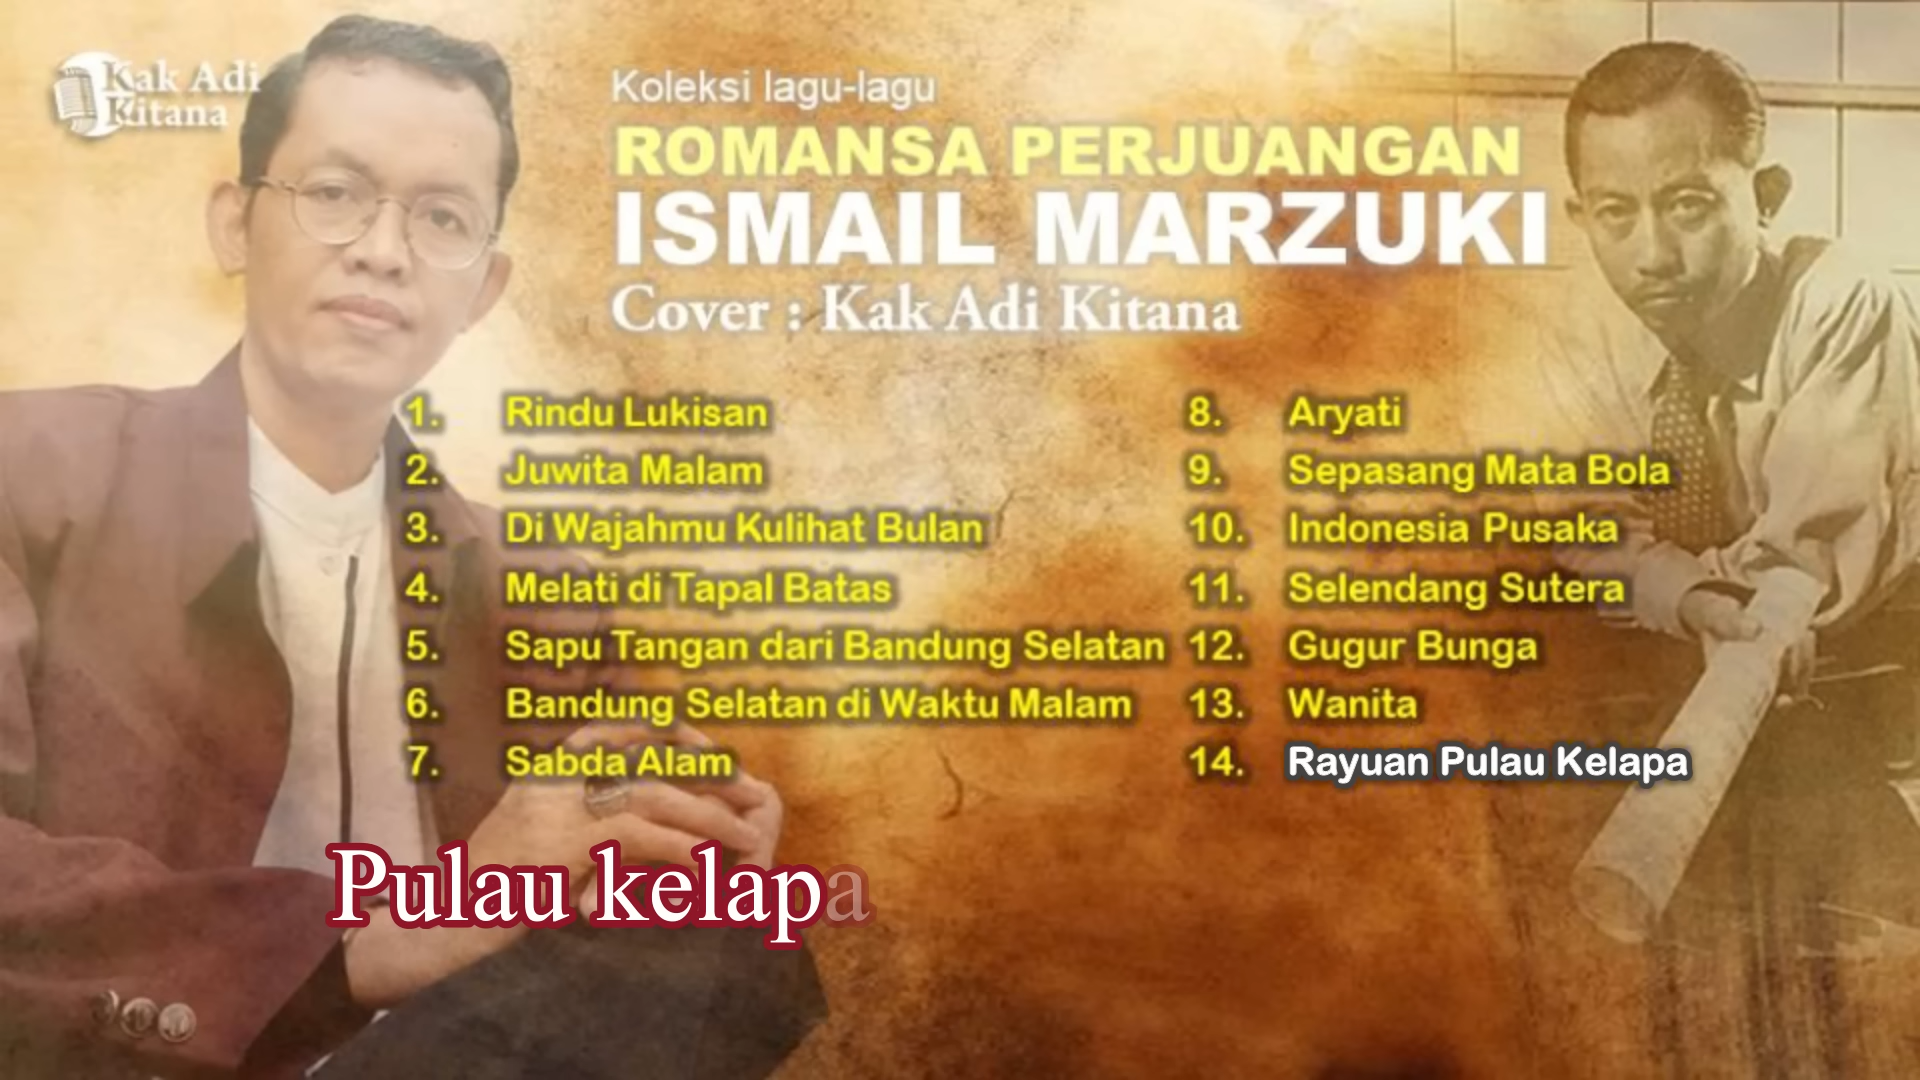 Kak Adi
Kitana
Koleksi lagu-lagu
ROMANSA PERJUANGAN
ISMAIL MARZUKI
Cover : Kak Adi Kitana
1. Rindu Lukisan
2. Juwita Malam
3. Di Wajahmu Kulihat Bulan
4. Melati di Tapal Batas
5. Sapu Tangan dari Bandung Selatan
6. Bandung Selatan di Waktu Malam
7. Sabda Alam
8. Aryati
9. Sepasang Mata Bola
10. Indonesia Pusaka
11. Selendang Sutera
12. Gugur Bunga
13. Wanita
14. Rayuan Pulau Kelapa
Pulau kelapa